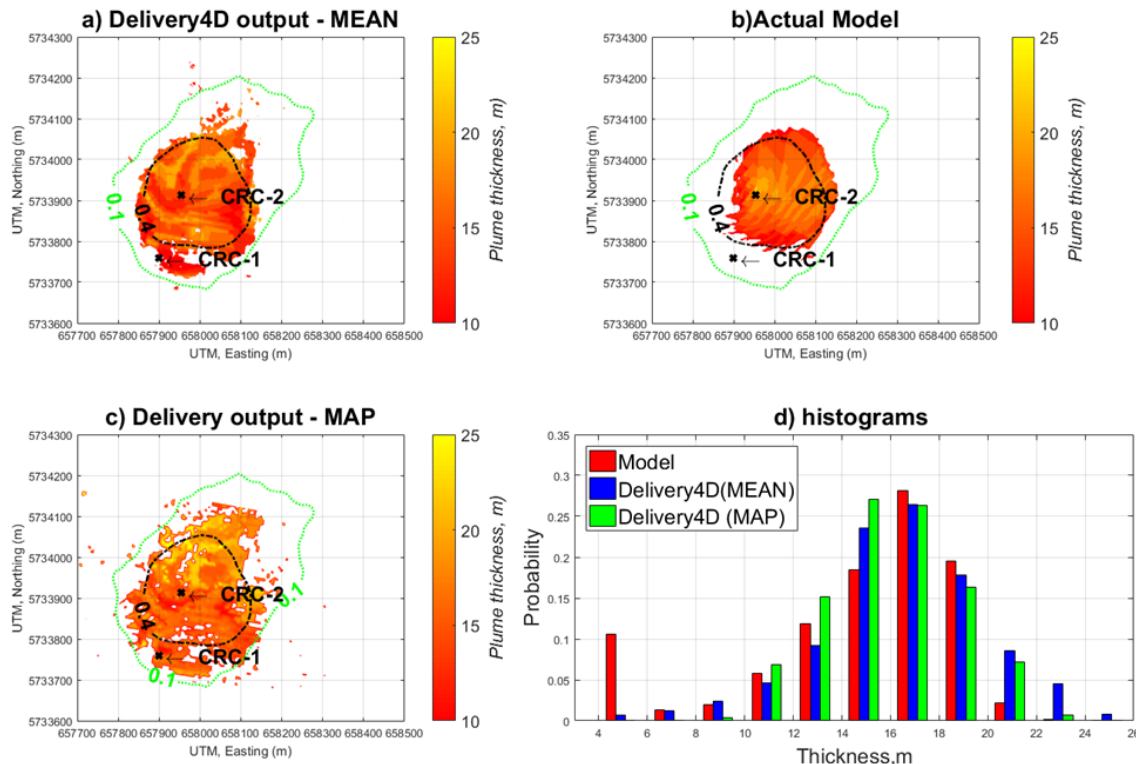 a) Delivery4D output - MEAN
5734300
5734200
5734100
5734000
5733900
5733800
5733700
5733600
UTM, Northing (m)
657700 657800 657900 658000 658100 658200 658300 658400 658500
UTM, Easting (m)
0.1
0.4
CRC-2
CRC-1
25
20
15
10
Plume thickness, m)
b)Actual Model
5734300
5734200
5734100
5734000
5733900
5733800
5733700
5733600
UTM, Northing (m)
657700 657800 657900 658000 658100 658200 658300 658400 658500
UTM, Easting (m)
0.1
0.4
← CRC-2
← CRC-1
25
20
15
10
Plume thickness, m)
c) Delivery output - MAP
5734300
5734200
5734100
5734000
5733900
5733800
5733700
5733600
UTM, Northing (m)
657700 657800 657900 658000 658100 658200 658300 658400 658500
UTM, Easting (m)
0.1
0.4
0.1
← CRC-2
← CRC-1
25
20
15
10
Plume thickness, m)
d) histograms
0.35
0.3
0.25
0.2
0.15
0.1
0.05
0
Probability
Model
Delivery4D(MEAN)
Delivery4D (MAP)
4 6 8 10 12 14 16 18 20 22 24 26
Thickness,m